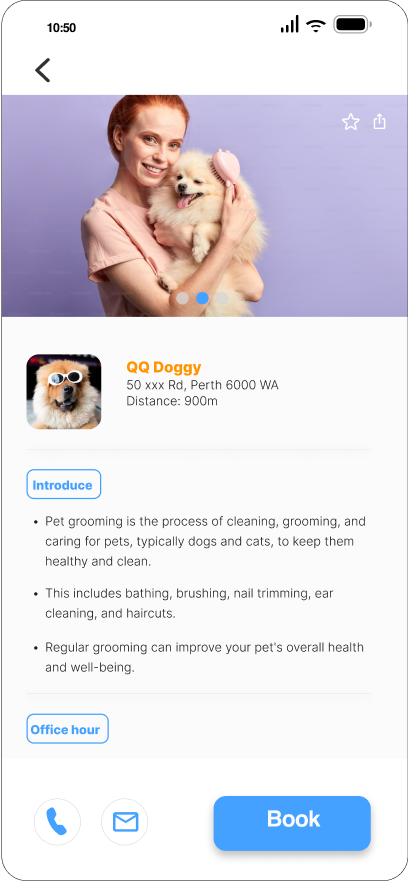 10:50
QQ Doggy
50 xxx Rd, Perth 6000 WA
Distance: 900m
Introduce
• Pet grooming is the process of cleaning, grooming, and
caring for pets, typically dogs and cats, to keep them
healthy and clean.
• This includes bathing, brushing, nail trimming, ear
cleaning, and haircuts.
• Regular grooming can improve your pet's overall health
and well-being.
Office hour
Book